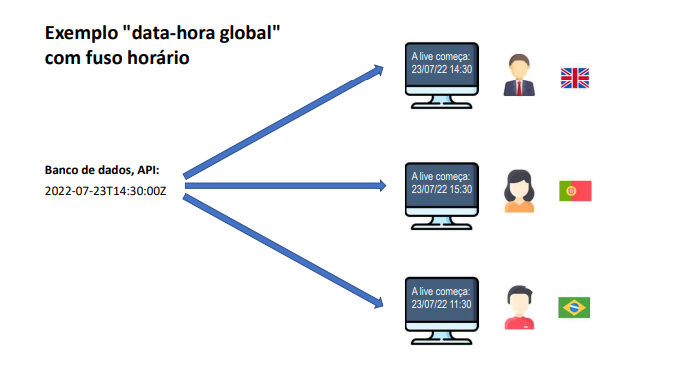 Exemplo "data-hora global"
com fuso horário
A live começa:
23/07/22 14:30
Banco de dados, API:
2022-07-23T14:30:00Z
A live começa:
23/07/22 15:30
A live começa:
23/07/22 11:30